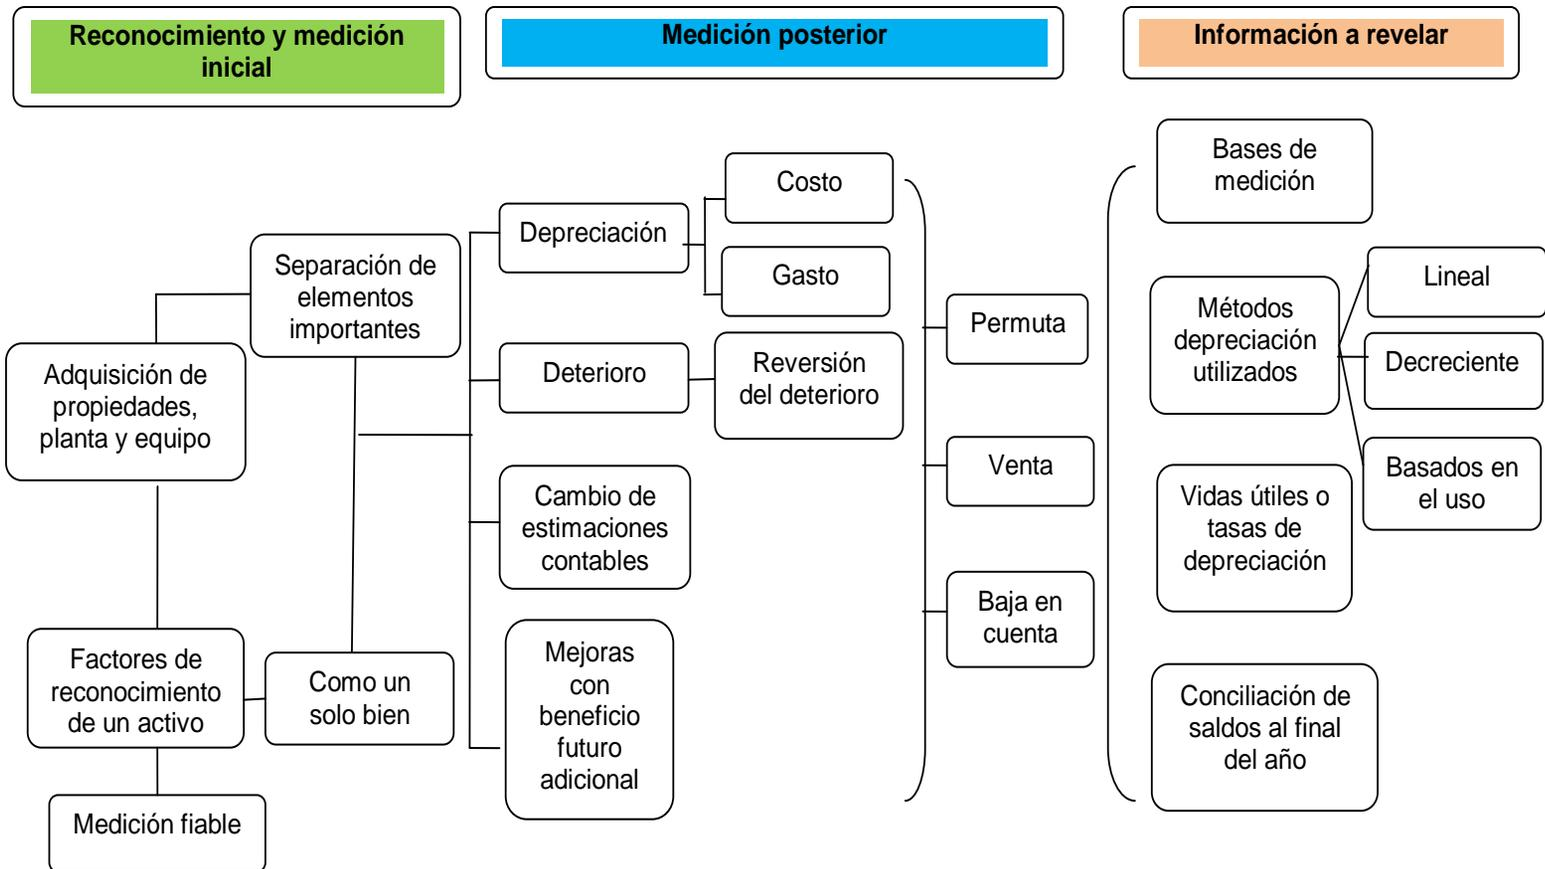 Reconocimiento y medición
inicial
Medición posterior
Información a revelar
Adquisición de
propiedades,
planta y equipo
Factores de
reconocimiento
de un activo
Medición fiable
Separación de
elementos
importantes
Como un
solo bien
Depreciación
Costo
Gasto
Deterioro
Reversión
del deterioro
Cambio de
estimaciones
contables
Mejoras
con
beneficio
futuro
adicional
Permuta
Venta
Baja en
cuenta
Bases de
medición
Métodos
depreciación
utilizados
Lineal
Decreciente
Basados en
el uso
Vidas útiles o
tasas de
depreciación
Conciliación de
saldos al final
del año